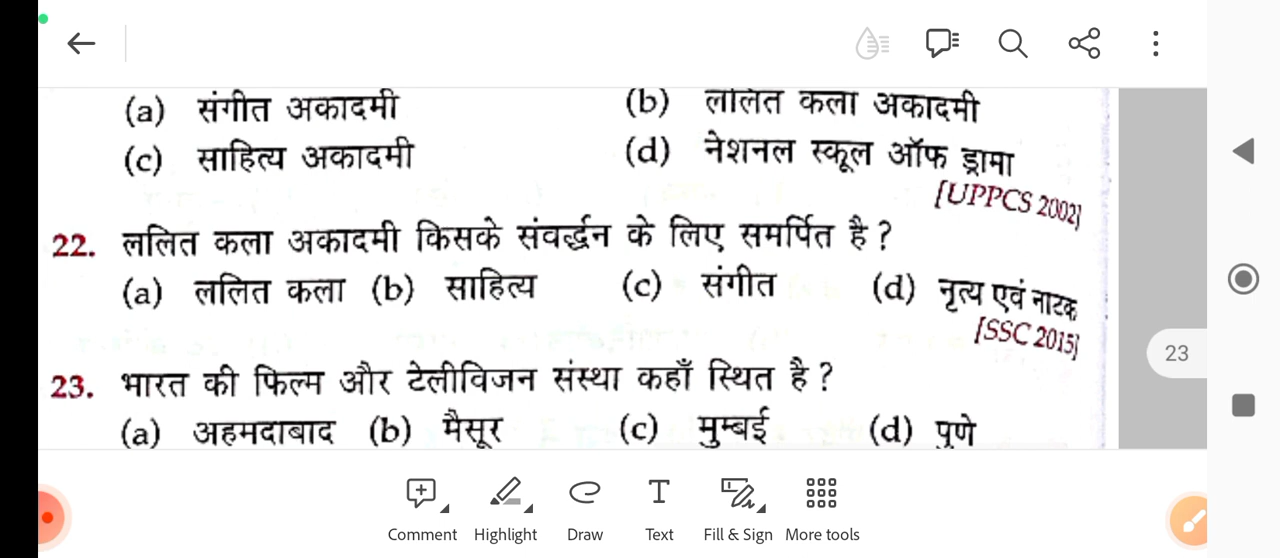 (a) संगीत अकादमी (b) ललित कला अकादमी
(c) साहित्य अकादमी (d) नेशनल स्कूल ऑफ ड्रामा
[UPPCS 2002]
22. ललित कला अकादमी किसके संवर्द्धन के लिए समर्पित है ?
(a) ललित कला (b) साहित्य (c) संगीत (d) नृत्य एवं नाटक
[SSC 2015]
23. भारत की फिल्म और टेलीविजन संस्था कहाँ स्थित है ?
23
(a) अहमदाबाद (b) मैसूर (c) मुम्बई (d) पुणे
Comment Highlight Draw Text Fill & Sign More tools